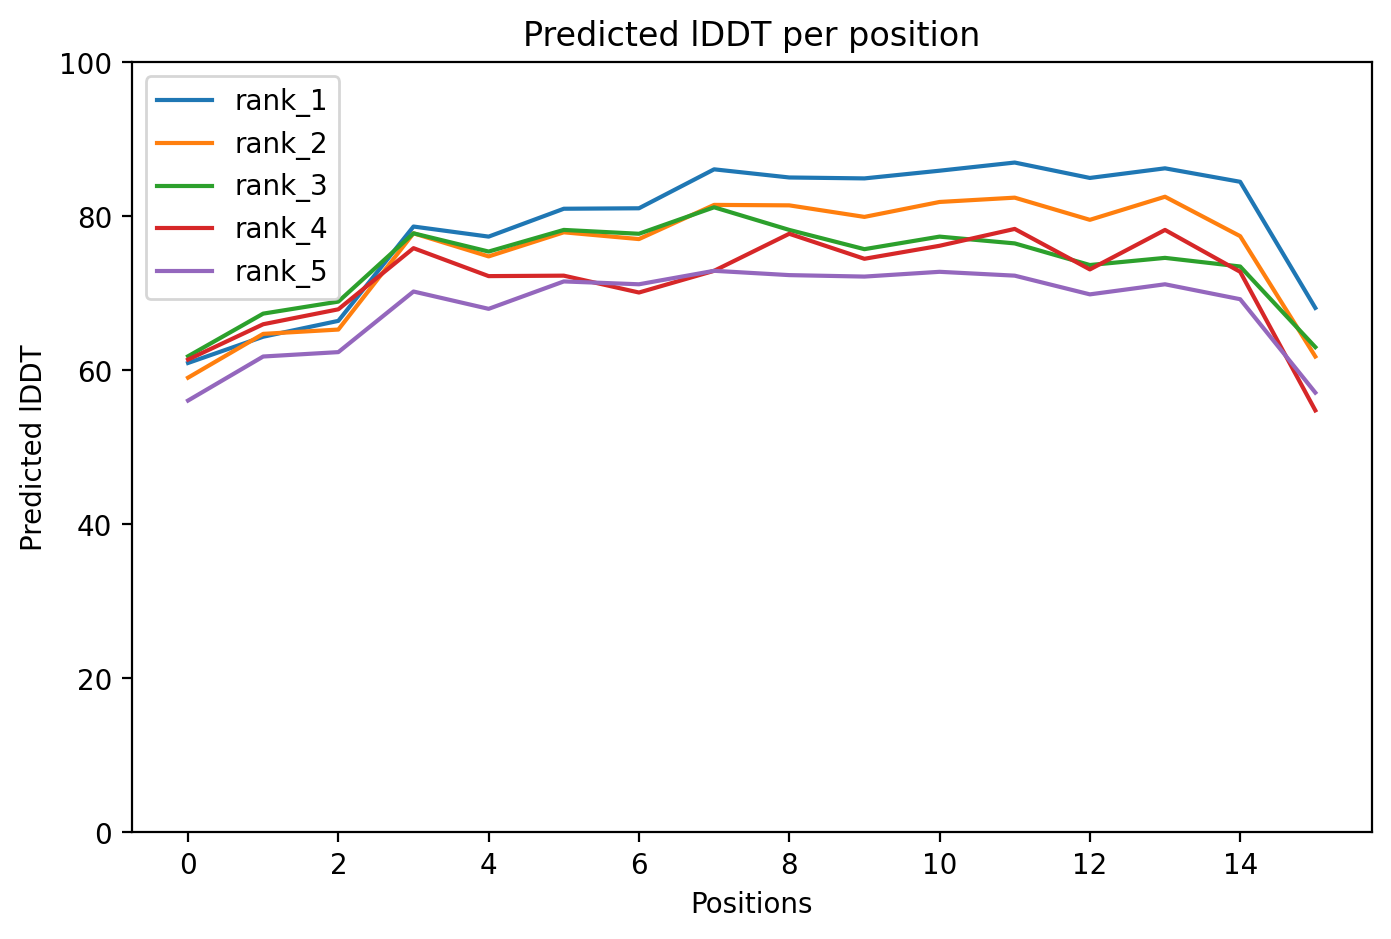 Predicted lDDT per position
100
80
60
40
20
0
Predicted lDDT
rank_1
rank_2
rank_3
rank_4
rank_5
0 2 4 6 8 10 12 14
Positions